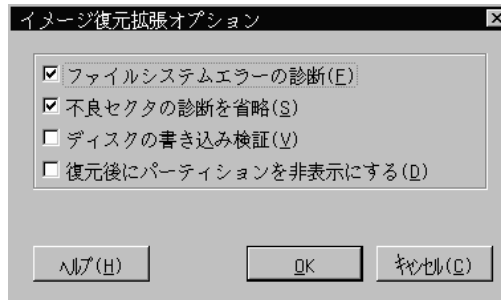 イメージ復元拡張オプション
ファイルシステムエラーの診断(F)
不良セクタの診断を省略(S)
ディスクの書き込み検証(V)
復元後にパーティションを非表示にする(D)
ﾍﾙﾌﾟ(H)
OK
ｷｬﾝｾﾙ(C)